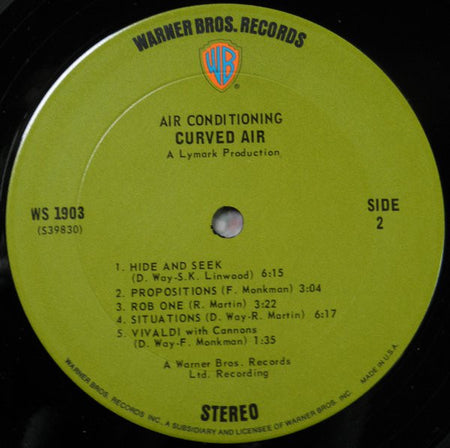 WARNER BROS. RECORDS
WB
®
AIR CONDITIONING
CURVED AIR
A Lymark Production
WS 1903
(S39830)
SIDE
2
1. HIDE AND SEEK
(D. Way-S.K. Linwood) 6:15
2. PROPOSITIONS (F. Monkman) 3:04
3. ROB ONE (R. Martin) 3:22
4. SITUATIONS (D. Way-R. Martin) 6:17
5. VIVALDI with Cannons
(D. Way-F. Monkman) 1:35
A Warner Bros. Records
Ltd. Recording
STEREO
WARNER BROS. RECORDS INC., A SUBSIDIARY AND LICENSEE OF WARNER BROS. INC. MADE IN U.S.A.